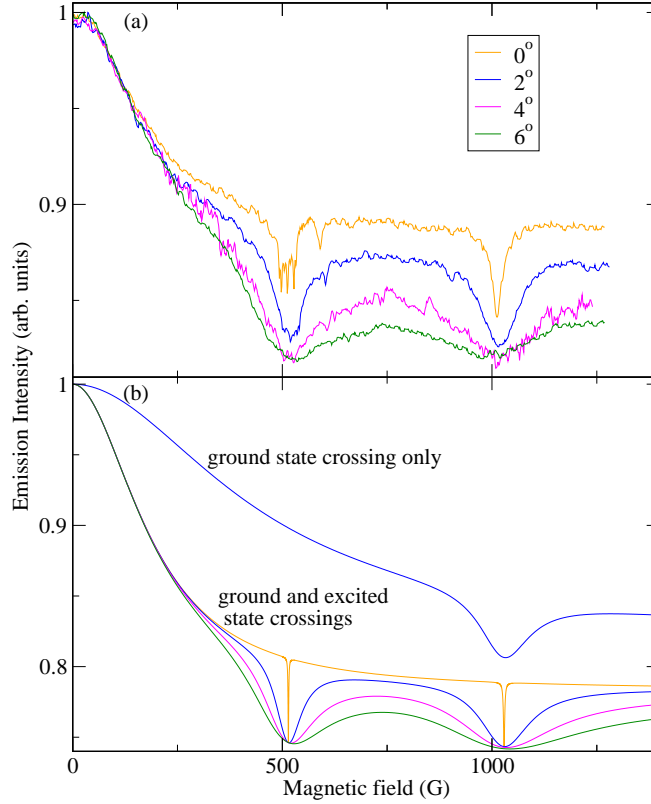 1
(a)
0°
2°
4°
6°
0.9
Emission Intensity (arb. units)
1
(b)
ground state crossing only
0.9
ground and excited
state crossings
0.8
0
500
1000
Magnetic field (G)